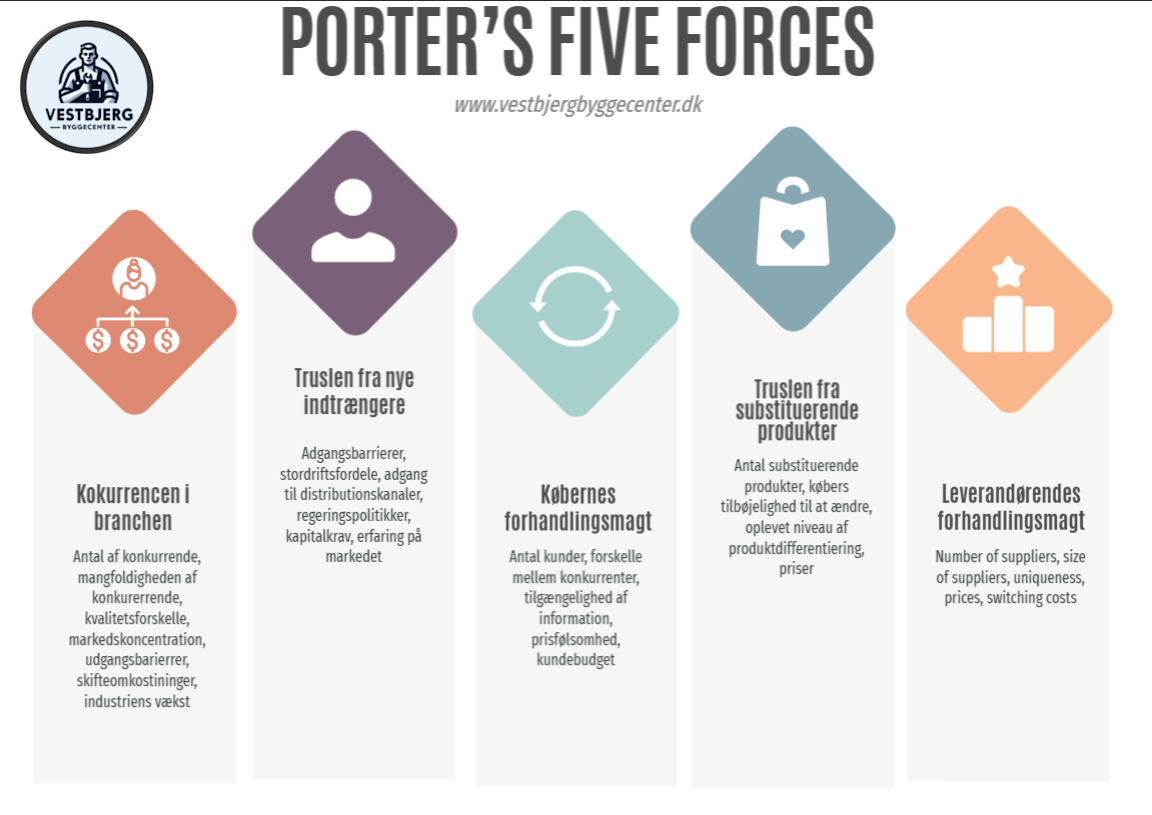 PORTER'S FIVE FORCES
www.vestbjergbyggecenter.dk
VESTBJERG
BYGGECENTER
Kokurrencen i
branchen
Antal af konkurrende,
mangfoldigheden af
konkurerrende,
kvalitetsforskelle,
markedskoncentration,
udgangsbarierrer,
skifteomkostininger,
industriens vækst
Truslen fra nye
indtrængere
Adgangsbarrierer,
stordriftsfordele, adgang
til distributionskanaler,
regeringspolitikker,
kapitalkrav, erfaring på
markedet
Købernes
forhandlingsmagt
Antal kunder, forskelle
mellem konkurrenter,
tilgængelighed af
information,
prisfølsomhed,
kundebudget
Truslen fra
substituerende
produkter
Antal substituerende
produkter, købers
tilbøjelighed til at ændre,
oplevet niveau af
produktdifferentiering,
priser
Leverandørendes
forhandlingsmagt
Number of suppliers, size
of suppliers, uniqueness,
prices, switching costs